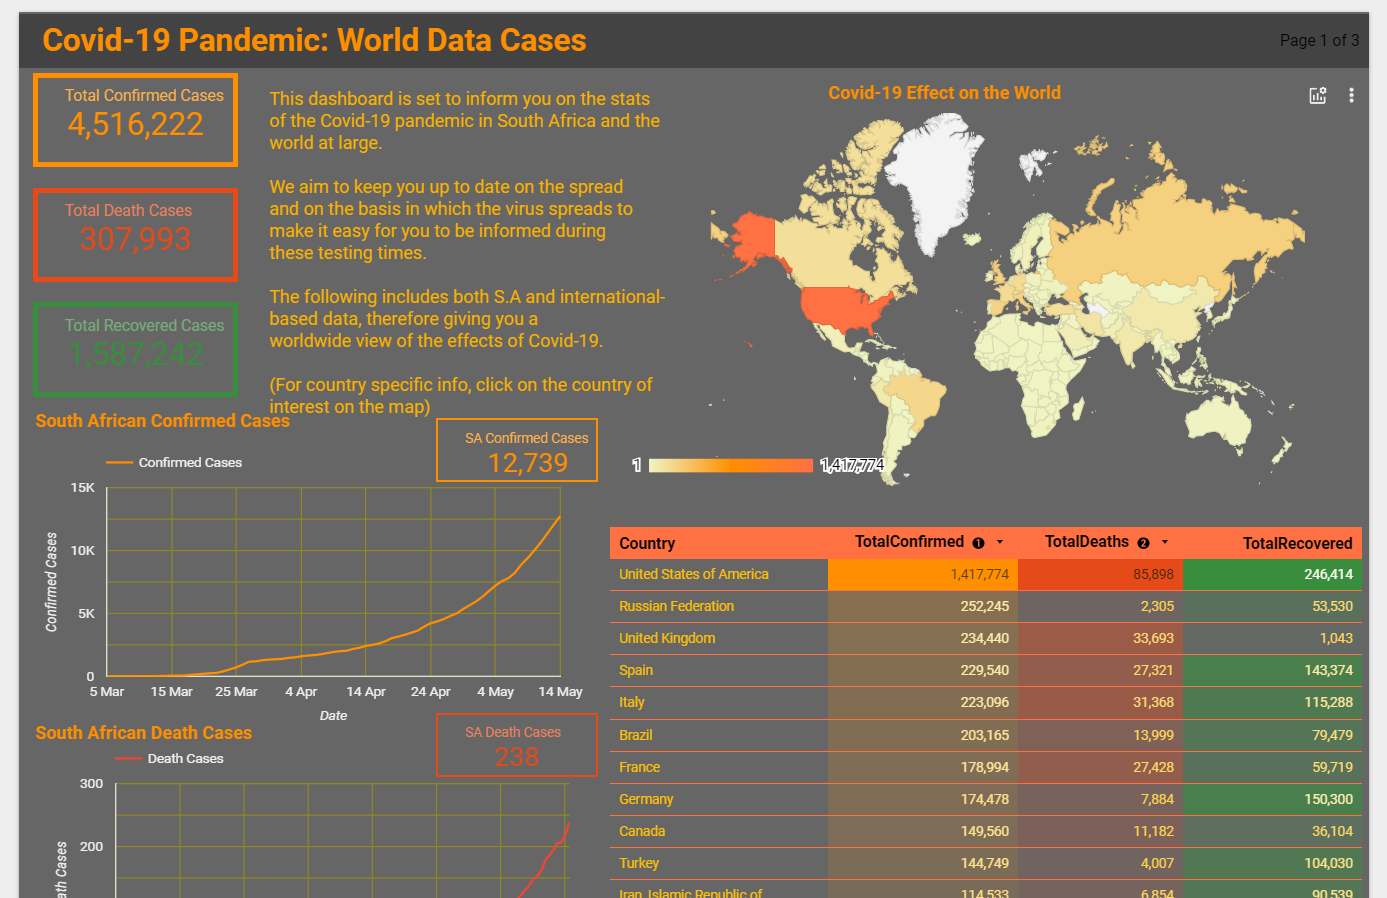 Covid-19 Pandemic: World Data Cases
Page 1 of 3
Total Confirmed Cases
4,516,222
Total Death Cases
307,993
Total Recovered Cases
1,587,242
This dashboard is set to inform you on the stats
of the Covid-19 pandemic in South Africa and the
world at large.
We aim to keep you up to date on the spread
and on the basis in which the virus spreads to
make it easy for you to be informed during
these testing times.
The following includes both S.A and international-
based data, therefore giving you a
worldwide view of the effects of Covid-19.
(For country specific info, click on the country of
interest on the map)
Covid-19 Effect on the World
1
1,417,774
South African Confirmed Cases
SA Confirmed Cases
12,739
Confirmed Cases
15K
10K
5K
0
Confirmed Cases
5 Mar 15 Mar 25 Mar 4 Apr 14 Apr 24 Apr 4 May 14 May
Date
South African Death Cases
SA Death Cases
238
Death Cases
300
200
ath Cases
Country TotalConfirmed 1 TotalDeaths 2 TotalRecovered
United States of America 1,417,774 85,898 246,414
Russian Federation 252,245 2,305 53,530
United Kingdom 234,440 33,693 1,043
Spain 229,540 27,321 143,374
Italy 223,096 31,368 115,288
Brazil 203,165 13,999 79,479
France 178,994 27,428 59,719
Germany 174,478 7,884 150,300
Canada 149,560 11,182 36,104
Turkey 144,749 4,007 104,030
Iran, Islamic Republic of 114,533 6,854 90,539